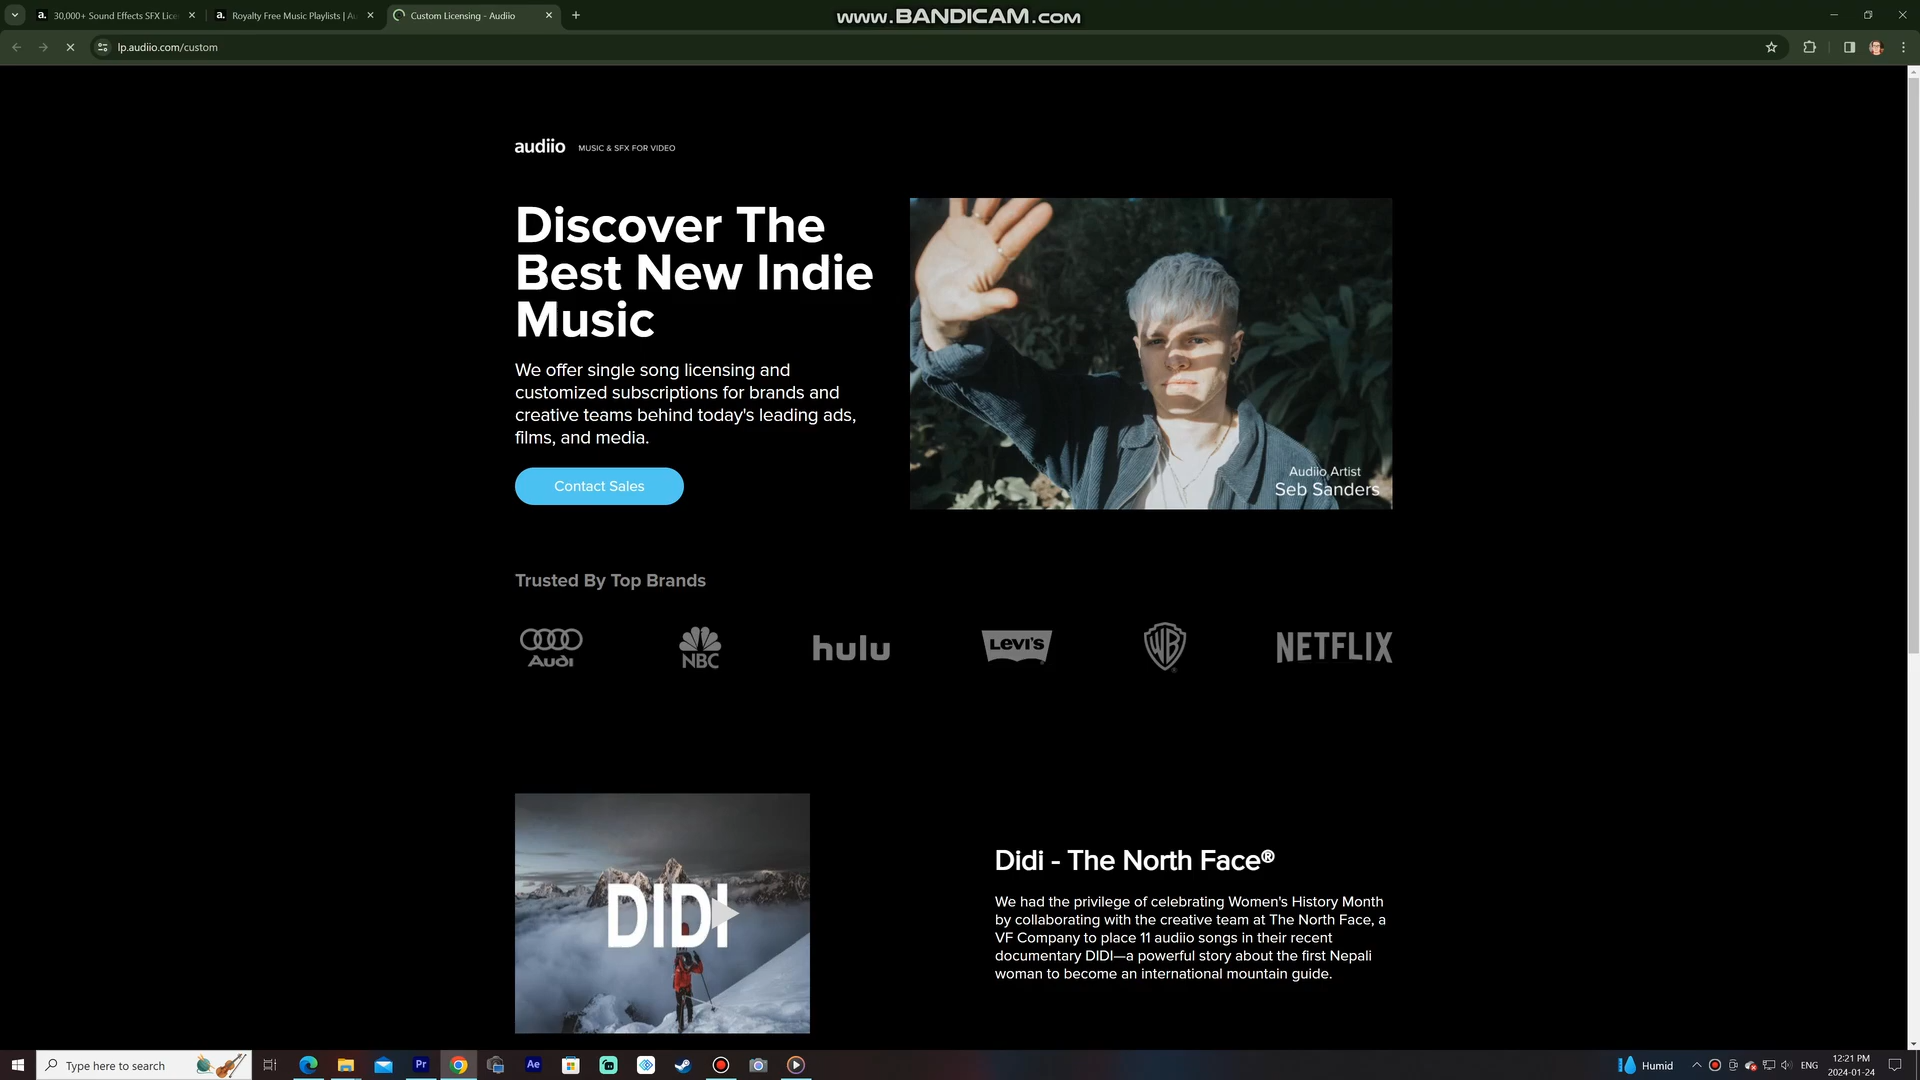 30,000+ Sound Effects SFX Lice
Royalty Free Music Playlists | Au
Custom Licensing - Audiio
www.BANDICAM.com
lp.audiio.com/custom
audiio MUSIC & SFX FOR VIDEO
Discover The
Best New Indie
Music
We offer single song licensing and
customized subscriptions for brands and
creative teams behind today's leading ads,
films, and media.
Contact Sales
Audiio Artist
Seb Sanders
Trusted By Top Brands
Audi
NBC
hulu
Levi's
WB
NETFLIX
DIDI
Didi - The North Face®
We had the privilege of celebrating Women's History Month
by collaborating with the creative team at The North Face, a
VF Company to place 11 audiio songs in their recent
documentary DIDI—a powerful story about the first Nepali
woman to become an international mountain guide.
Type here to search
Pr
Ae
Humid
ENG
12:21 PM
2024-01-24